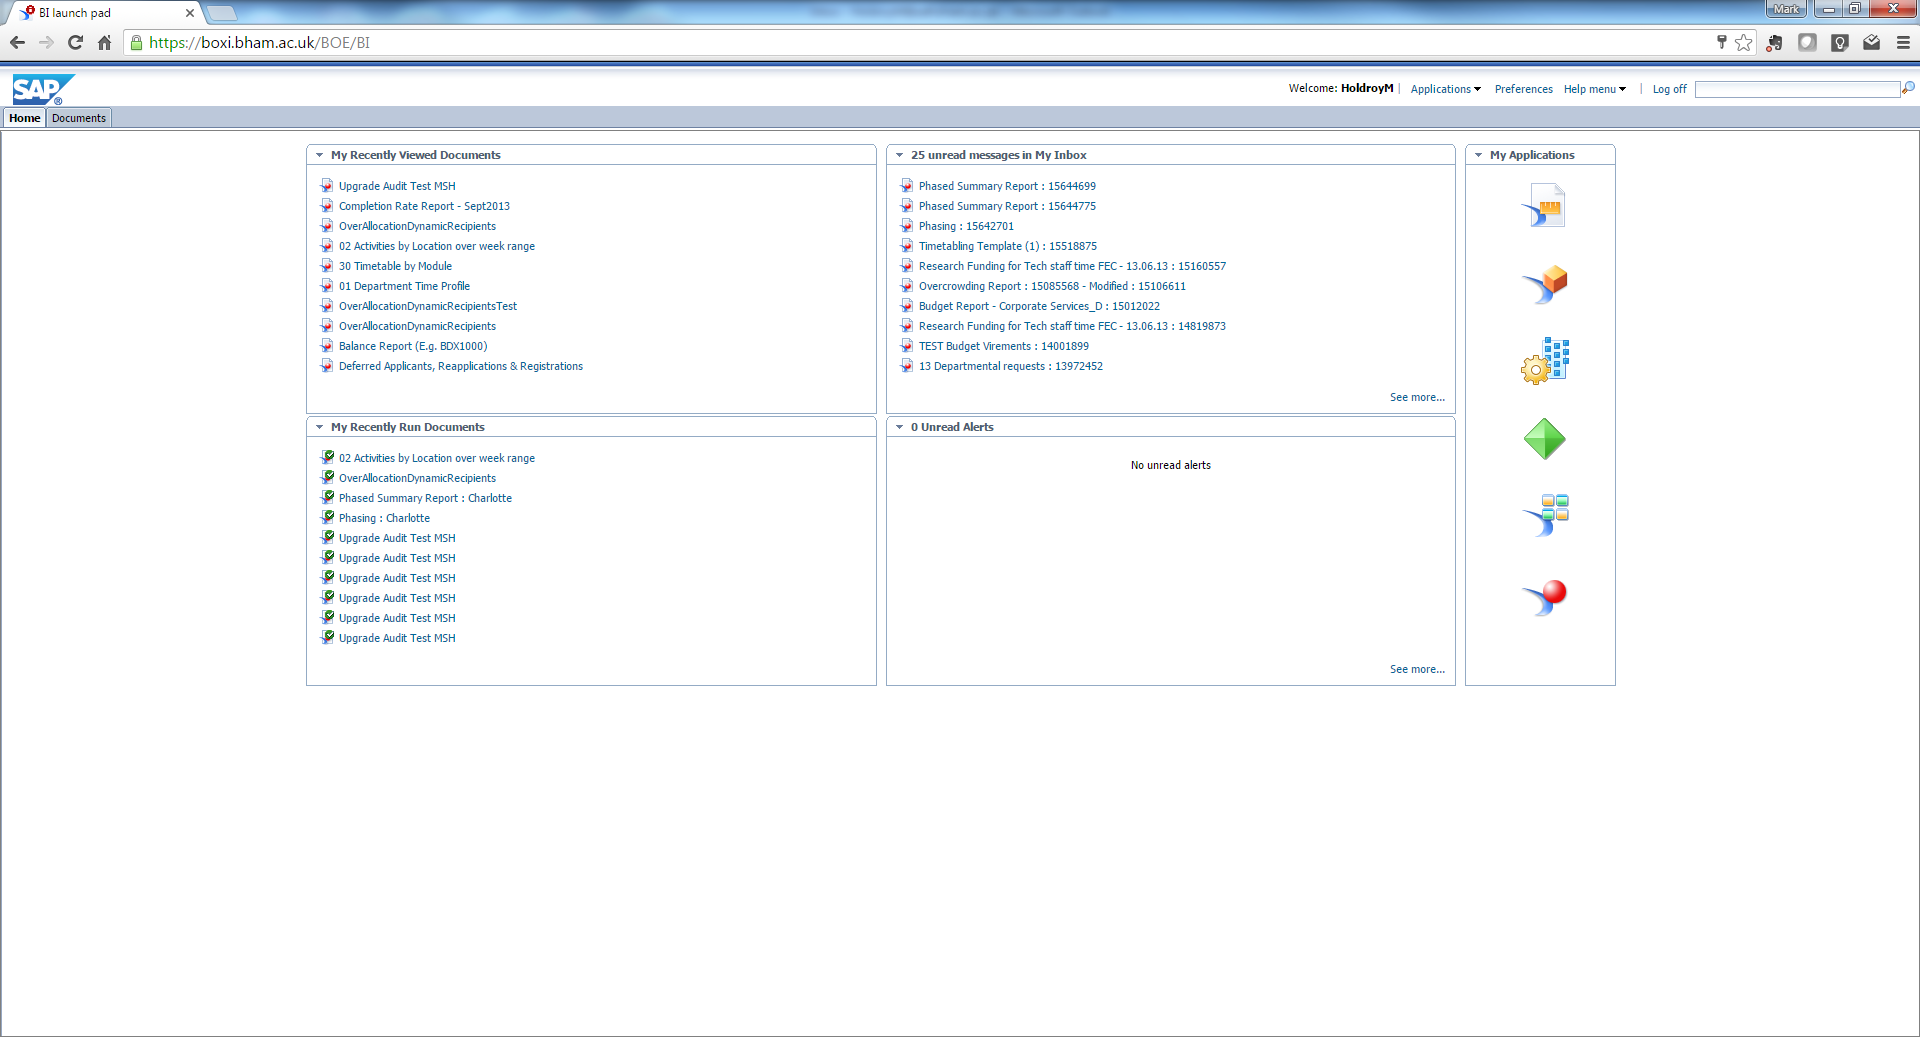 BI launch pad
Mark
https://boxi.bham.ac.uk/BOE/BI
SAP ®
Welcome: HoldroyM | Applications Preferences Help menu | Log off
Home Documents
My Recently Viewed Documents
Upgrade Audit Test MSH
Completion Rate Report - Sept2013
OverAllocationDynamicRecipients
02 Activities by Location over week range
30 Timetable by Module
01 Department Time Profile
OverAllocationDynamicRecipientsTest
OverAllocationDynamicRecipients
Balance Report (E.g. BDX1000)
Deferred Applicants, Reapplications & Registrations
25 unread messages in My Inbox
Phased Summary Report : 15644699
Phased Summary Report : 15644775
Phasing : 15642701
Timetabling Template (1) : 15518875
Research Funding for Tech staff time FEC - 13.06.13 : 15160557
Overcrowding Report : 15085568 - Modified : 15106611
Budget Report - Corporate Services_D : 15012022
Research Funding for Tech staff time FEC - 13.06.13 : 14819873
TEST Budget Virements : 14001899
13 Departmental requests : 13972452
See more...
My Applications
My Recently Run Documents
02 Activities by Location over week range
OverAllocationDynamicRecipients
Phased Summary Report : Charlotte
Phasing : Charlotte
Upgrade Audit Test MSH
Upgrade Audit Test MSH
Upgrade Audit Test MSH
Upgrade Audit Test MSH
Upgrade Audit Test MSH
Upgrade Audit Test MSH
0 Unread Alerts
No unread alerts
See more...